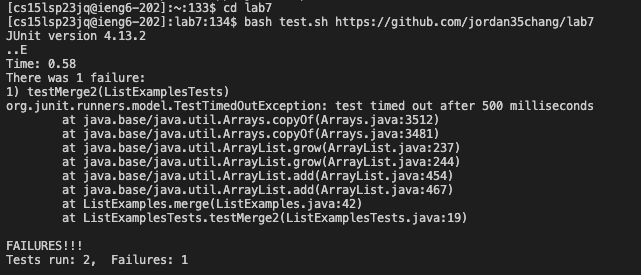 [cs15lsp23jq@ieng6-202]:~:133$ cd lab7
[cs15lsp23jq@ieng6-202]:lab7:134$ bash test.sh https://github.com/jordan35chang/lab7
JUnit version 4.13.2
..E
Time: 0.58
There was 1 failure:
1) testMerge2(ListExamplesTests)
org.junit.runners.model.TestTimedOutException: test timed out after 500 milliseconds
        at java.base/java.util.Arrays.copyOf(Arrays.java:3512)
        at java.base/java.util.Arrays.copyOf(Arrays.java:3481)
        at java.base/java.util.ArrayList.grow(ArrayList.java:237)
        at java.base/java.util.ArrayList.grow(ArrayList.java:244)
        at java.base/java.util.ArrayList.add(ArrayList.java:454)
        at java.base/java.util.ArrayList.add(ArrayList.java:467)
        at ListExamples.merge(ListExamples.java:42)
        at ListExamplesTests.testMerge2(ListExamplesTests.java:19)

FAILURES!!!
Tests run: 2,  Failures: 1